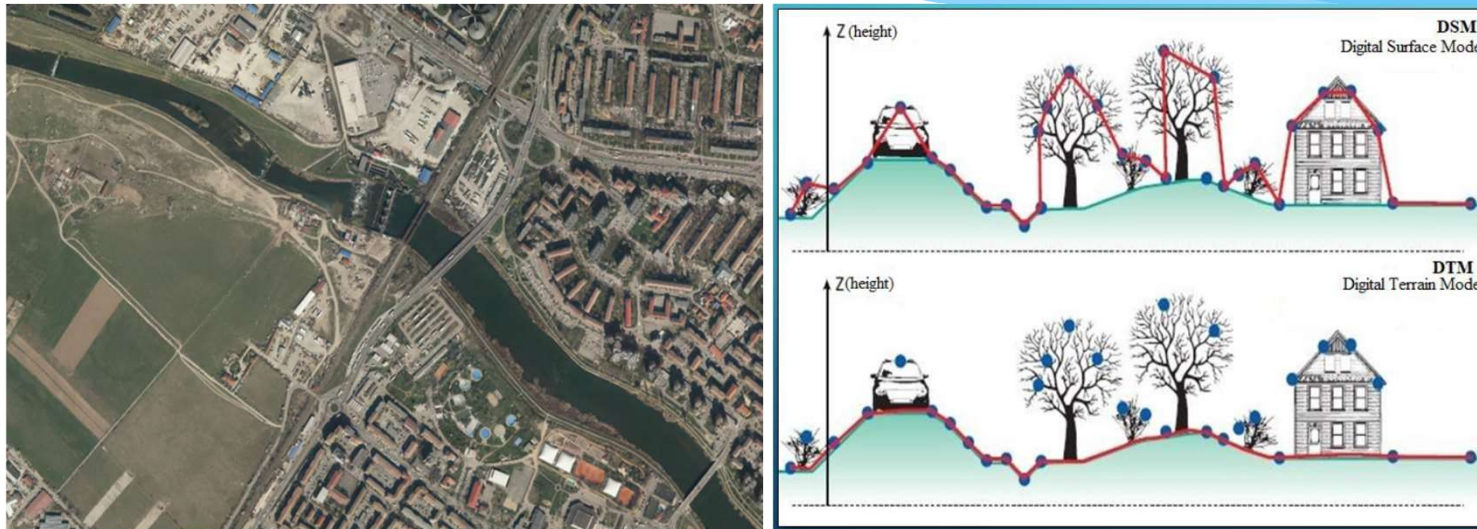 Z (height)
DSM
Digital Surface Mode
Z (height)
DTM
Digital Terrain Mode